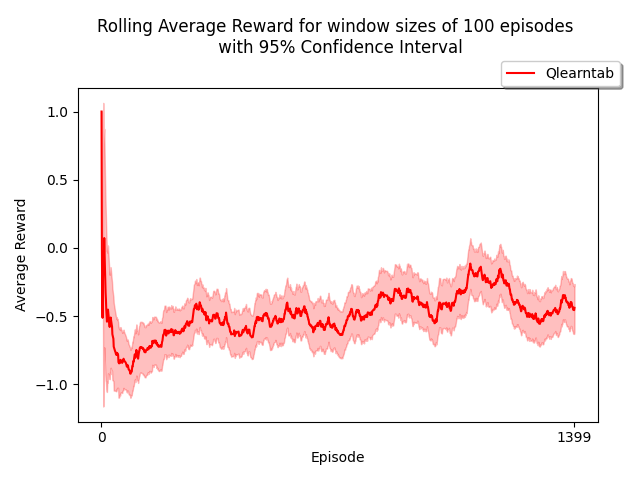 Rolling Average Reward for window sizes of 100 episodes
with 95% Confidence Interval
Qlearntab
1.0
0.5
0.0
−0.5
−1.0
Average Reward
0
1399
Episode